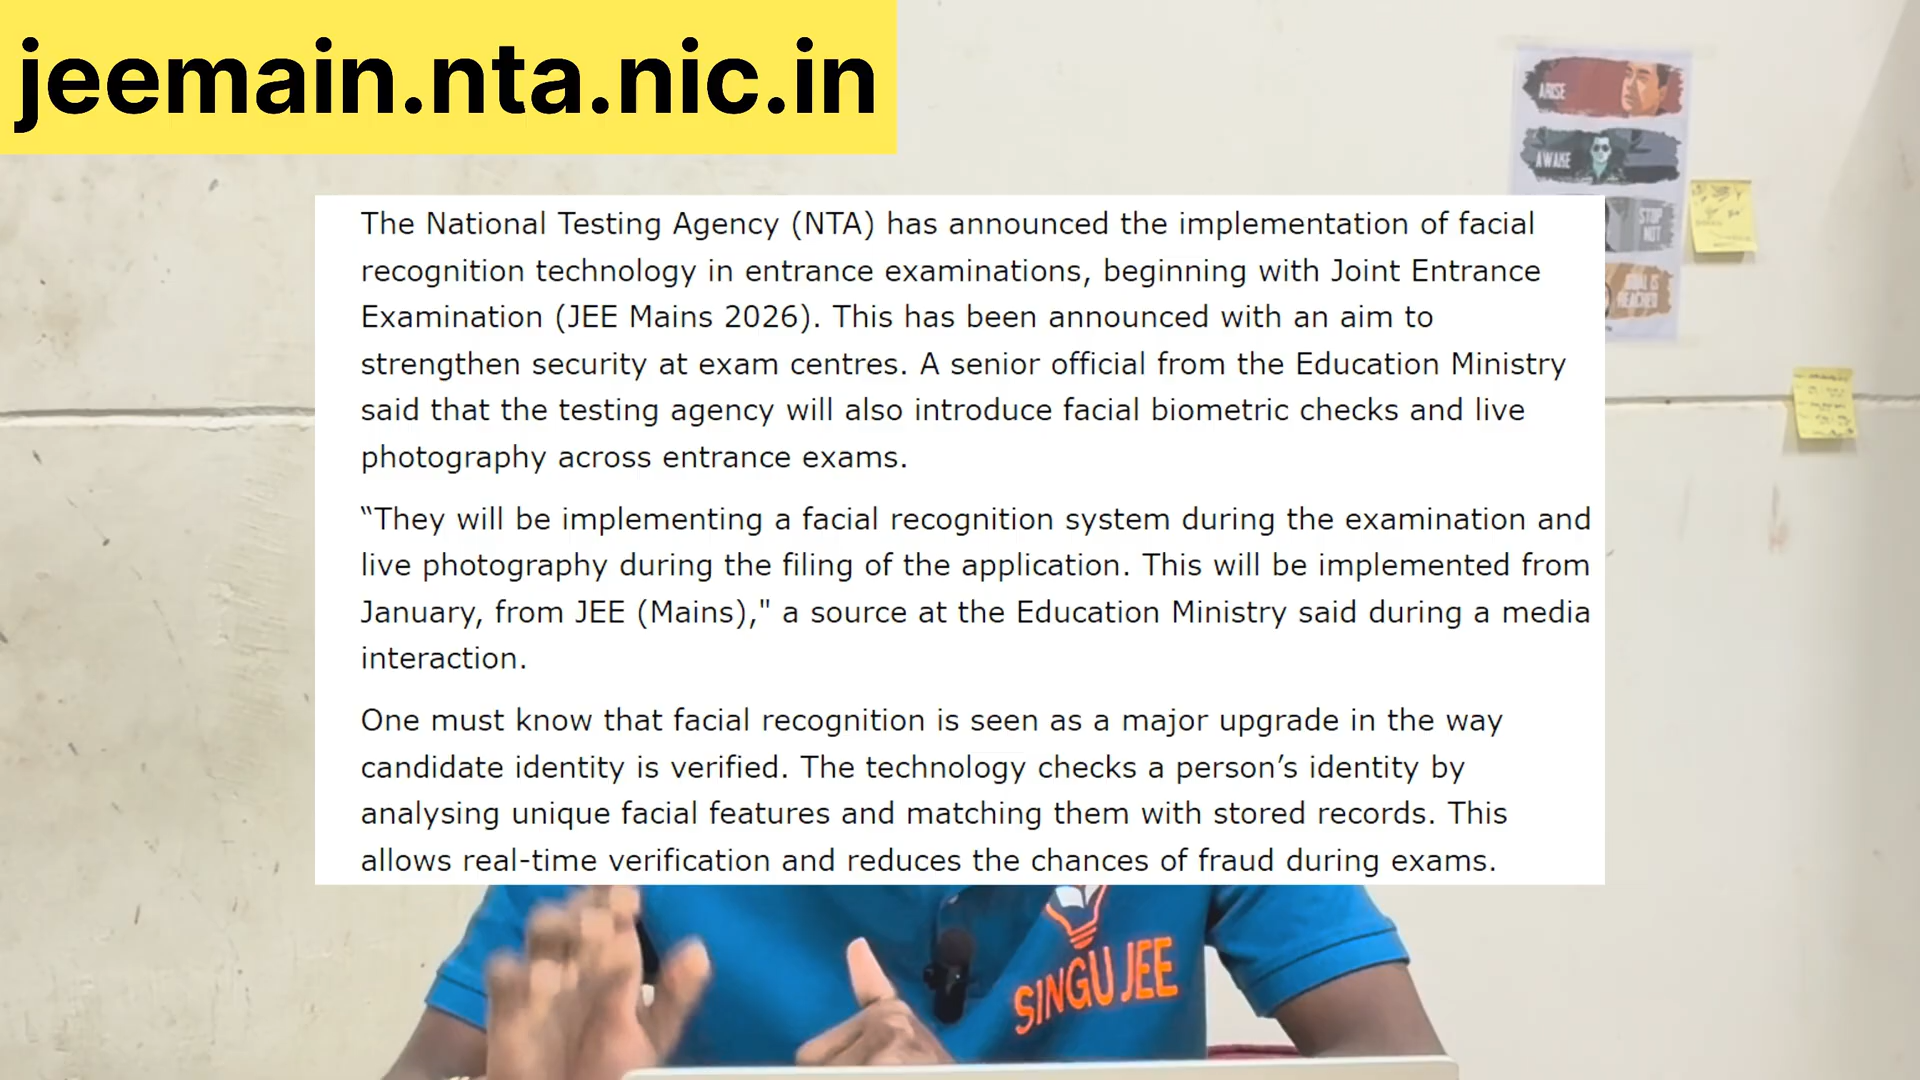 jeemain.nta.nic.in
ARISE
AWAKE
STOP
NOT
GOAL IS
REACHED
The National Testing Agency (NTA) has announced the implementation of facial
recognition technology in entrance examinations, beginning with Joint Entrance
Examination (JEE Mains 2026). This has been announced with an aim to
strengthen security at exam centres. A senior official from the Education Ministry
said that the testing agency will also introduce facial biometric checks and live
photography across entrance exams.
“They will be implementing a facial recognition system during the examination and
live photography during the filing of the application. This will be implemented from
January, from JEE (Mains)," a source at the Education Ministry said during a media
interaction.
One must know that facial recognition is seen as a major upgrade in the way
candidate identity is verified. The technology checks a person’s identity by
analysing unique facial features and matching them with stored records. This
allows real-time verification and reduces the chances of fraud during exams.
SINGU JEE